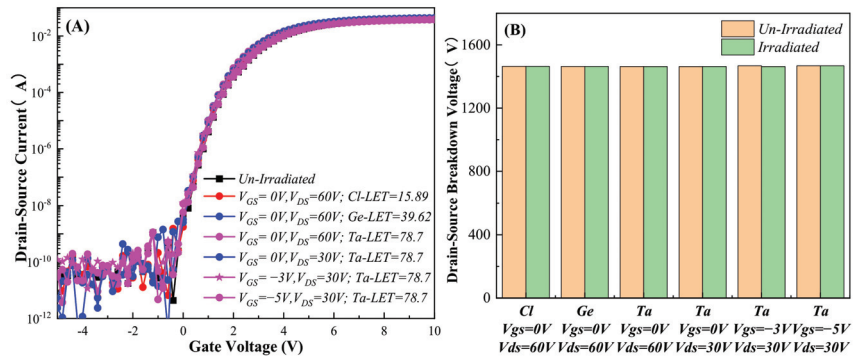 (A)
Drain-Source Current( A)
10⁻²
10⁻⁴
10⁻⁶
10⁻⁸
10⁻¹⁰
10⁻¹²
Un-Irradiated
V_GS= 0V,V_DS=60V; Cl-LET=15.89
V_GS= 0V,V_DS=60V; Ge-LET=39.62
V_GS= 0V,V_DS=60V; Ta-LET=78.7
V_GS= 0V,V_DS=30V; Ta-LET=78.7
V_GS=−3V,V_DS=30V; Ta-LET=78.7
V_GS=−5V,V_DS=30V; Ta-LET=78.7
-4 -2 0 2 4 6 8 10
Gate Voltage (V)
(B)
Un-Irradiated
Irradiated
Drain-Source Breakdown Voltage( V)
1600
1200
800
400
0
Cl Ge Ta Ta Ta Ta
Vgs=0V Vgs=0V Vgs=0V Vgs=0V Vgs=−3V Vgs=−5V
Vds=60V Vds=60V Vds=60V Vds=30V Vds=30V Vds=30V